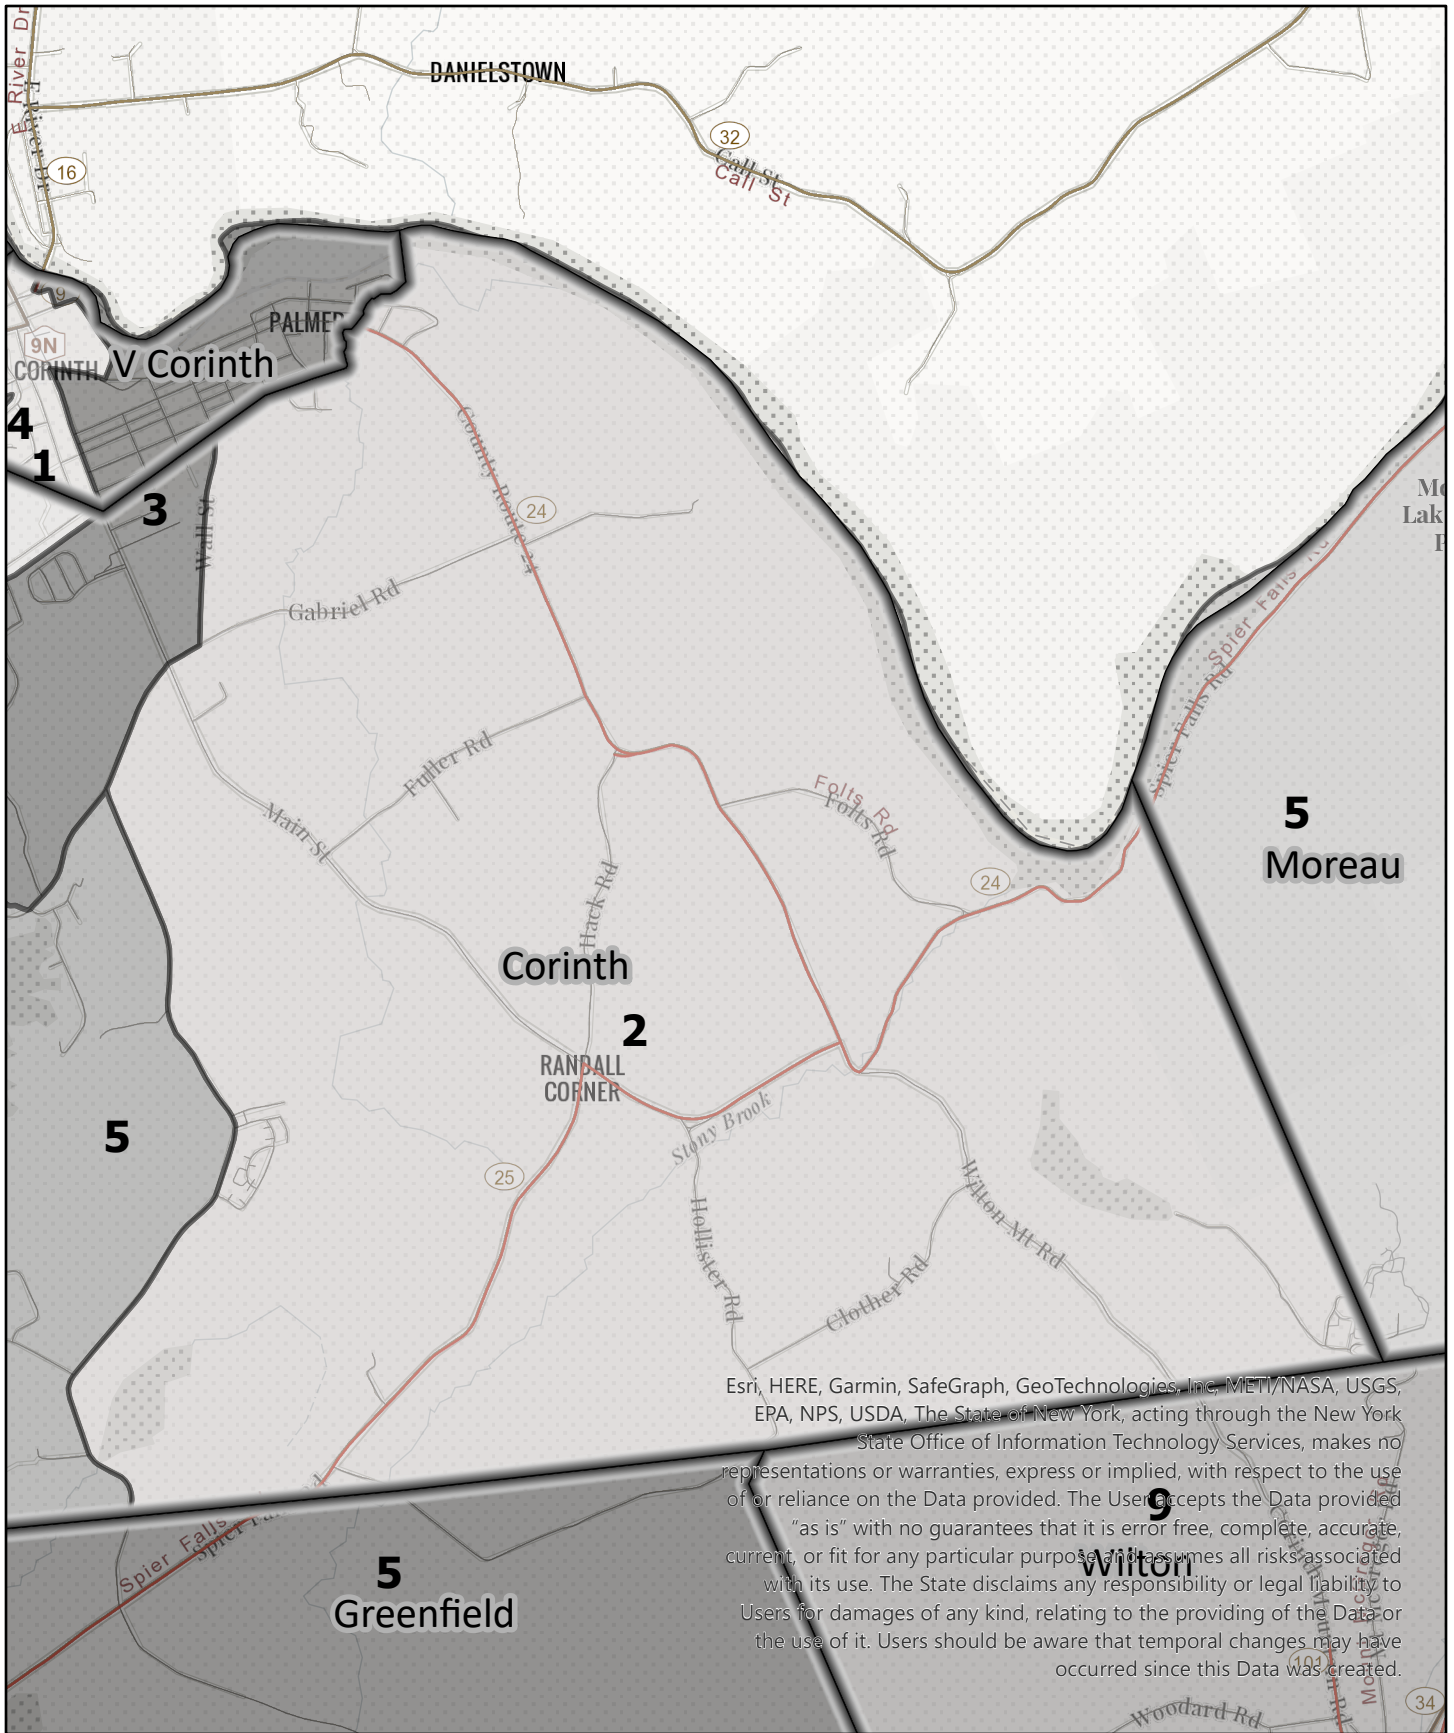 E River Dr
E River Dr
DANIELSTOWN
32
16
Call St
Call St
9
PALMER
9N
CORINTH
V Corinth
4
1
3
Wall St
County Route 24
24
Gabriel Rd
Spier Falls Rd
Spier Falls Rd
Fuller Rd
Main St
Folts Rd
Folts Rd
5
Moreau
24
Hack Rd
Corinth
2
RANDALL
CORNER
Stony Brook
5
25
Hollister Rd
Wilton Mt Rd
Clother Rd
Esri, HERE, Garmin, SafeGraph, GeoTechnologies, Inc, METI/NASA, USGS,
EPA, NPS, USDA, The State of New York, acting through the New York
State Office of Information Technology Services, makes no
representations or warranties, express or implied, with respect to the use
of or reliance on the Data provided. The User accepts the Data provided
“as is” with no guarantees that it is error free, complete, accurate,
current, or fit for any particular purpose and assumes all risks associated
with its use. The State disclaims any responsibility or legal liability to
Users for damages of any kind, relating to the providing of the Data or
the use of it. Users should be aware that temporal changes may have
occurred since this Data was created.
9
Wilton
Spier Falls
5
Greenfield
101
34
Woodard Rd